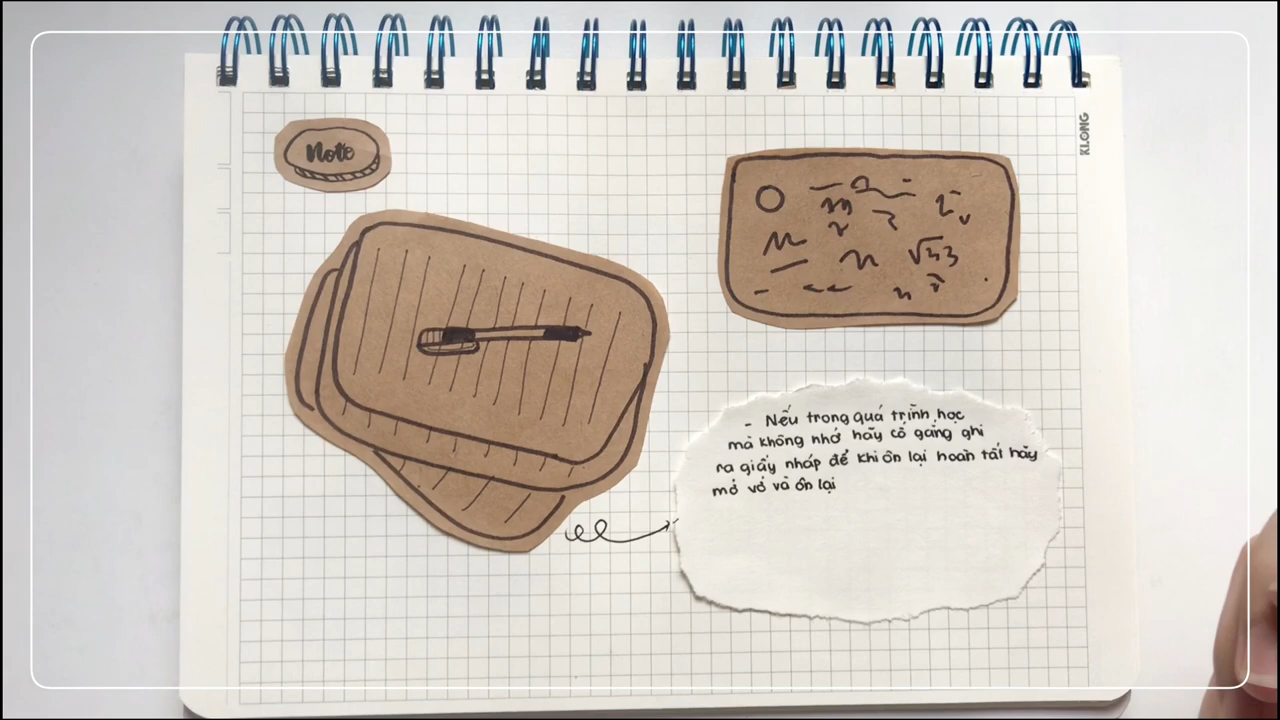 Note
KLONG
- Nếu trong quá trình học
mà không nhớ hãy cố gắng ghi
ra giấy nháp để khi ôn lại hoàn tất hãy
mở vở và ôn lại